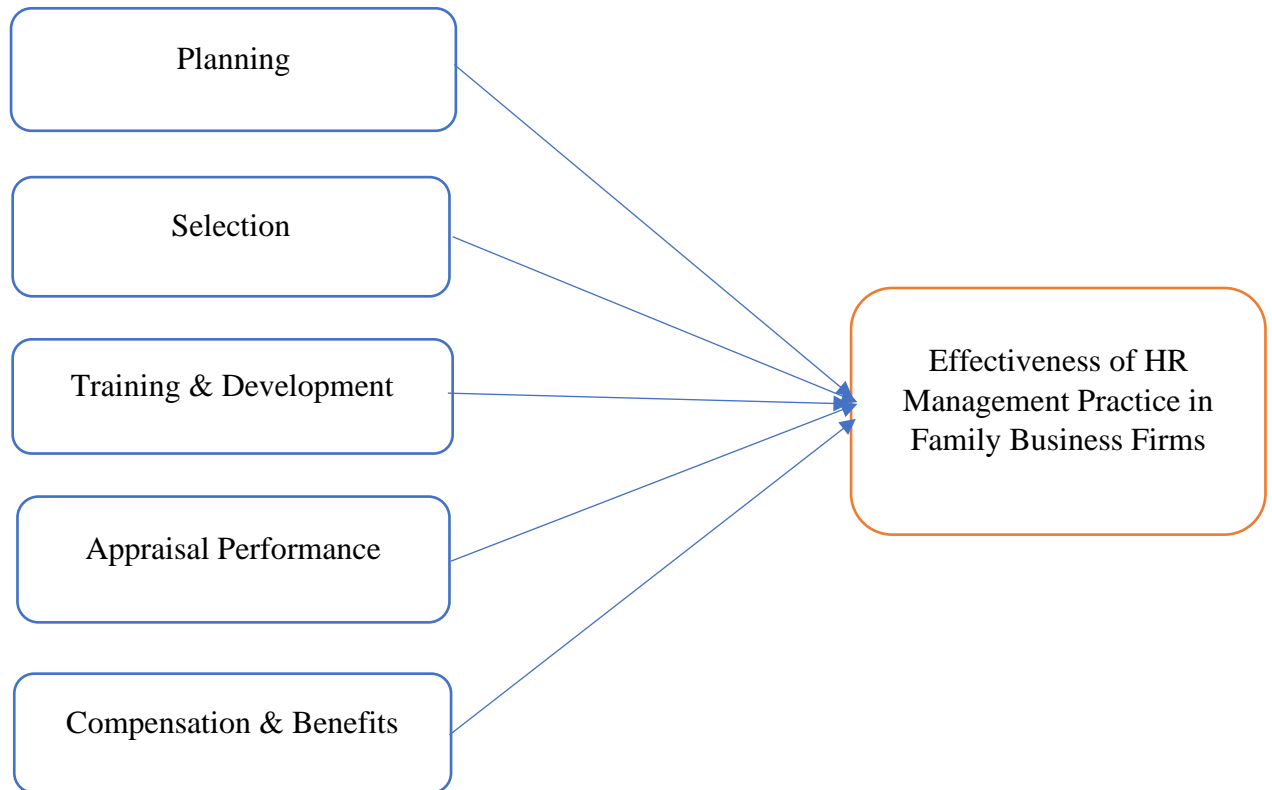 Planning
Selection
Training & Development
Appraisal Performance
Compensation & Benefits
Effectiveness of HR
Management Practice in
Family Business Firms